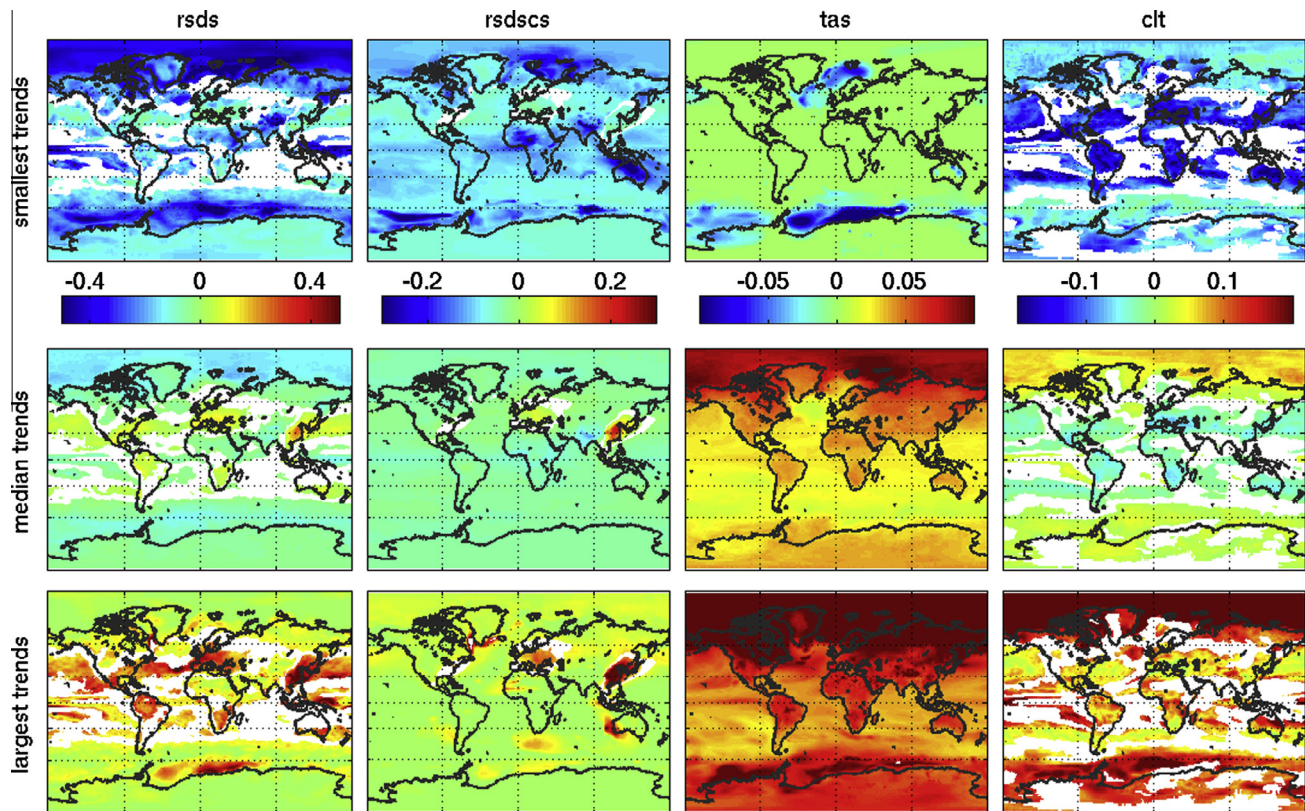 rsds rsdscs tas clt
smallest trends
-0.4 0 0.4 -0.2 0 0.2 -0.05 0 0.05 -0.1 0 0.1
median trends
largest trends